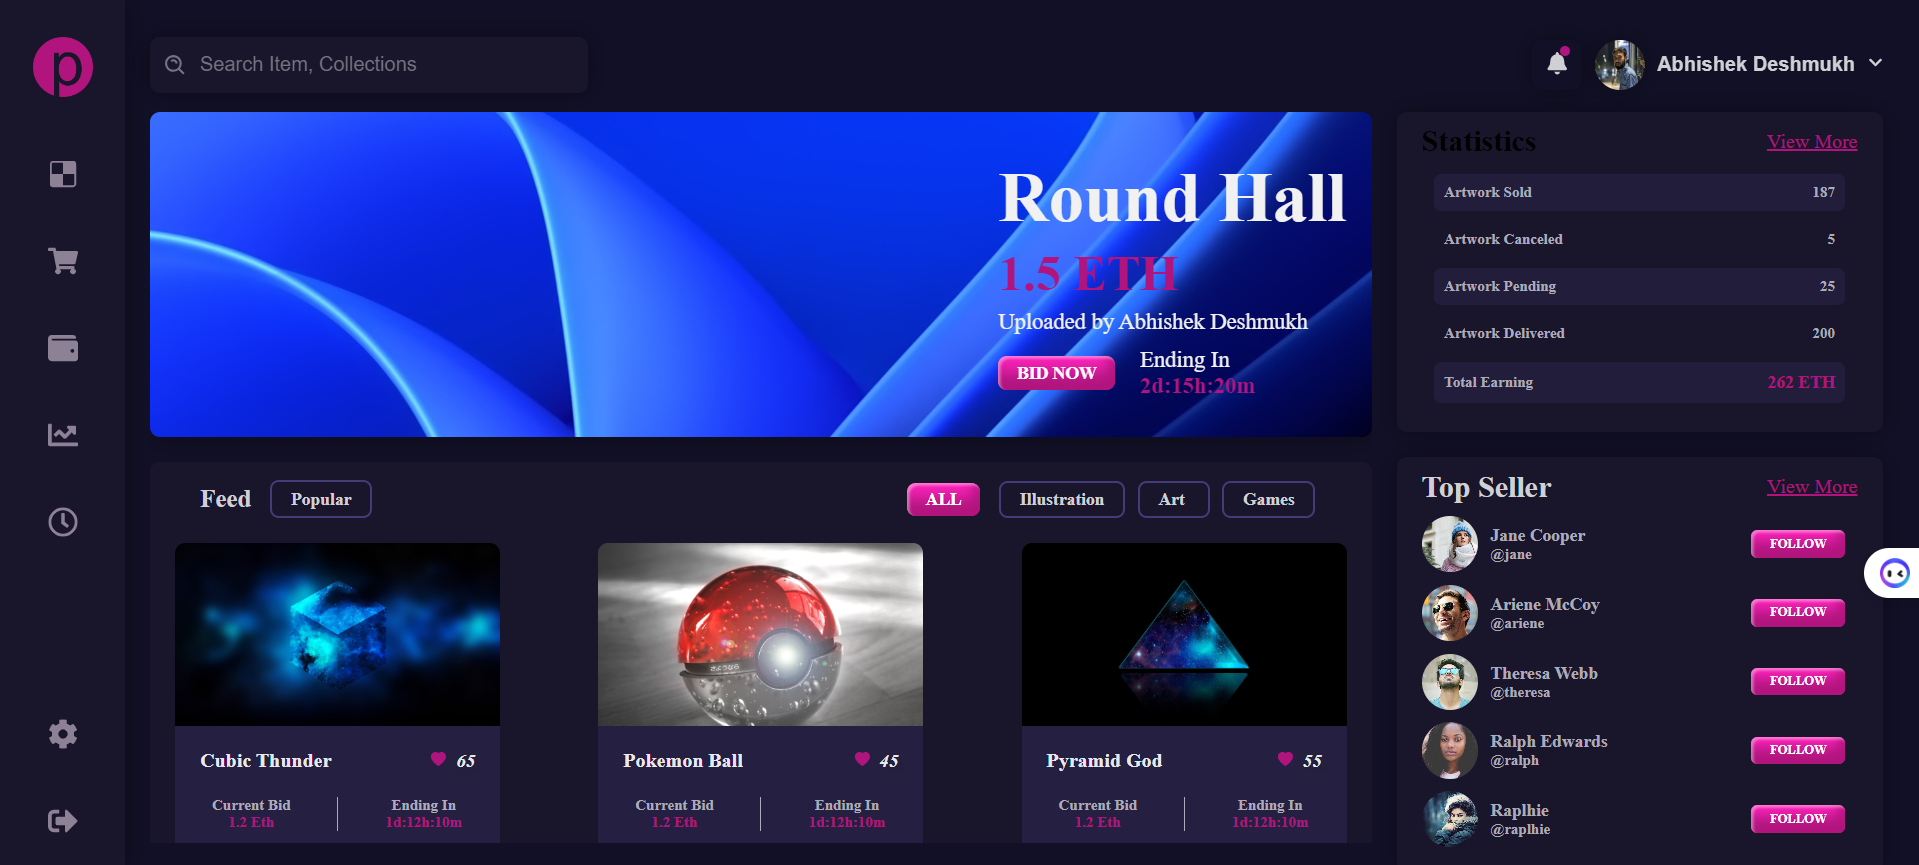 p
Search Item, Collections
Abhishek Deshmukh
Round Hall
1.5 ETH
Uploaded by Abhishek Deshmukh
BID NOW
Ending In
2d:15h:20m
Statistics
View More
Artwork Sold 187
Artwork Canceled 5
Artwork Pending 25
Artwork Delivered 200
Total Earning 262 ETH
Feed Popular ALL Illustration Art Games
Cubic Thunder 65
Current Bid Ending In
1.2 Eth 1d:12h:10m
Pokemon Ball 45
Current Bid Ending In
1.2 Eth 1d:12h:10m
Pyramid God 55
Current Bid Ending In
1.2 Eth 1d:12h:10m
Top Seller
View More
Jane Cooper
@jane
FOLLOW
Ariene McCoy
@ariene
FOLLOW
Theresa Webb
@theresa
FOLLOW
Ralph Edwards
@ralph
FOLLOW
Raplhie
@raplhie
FOLLOW